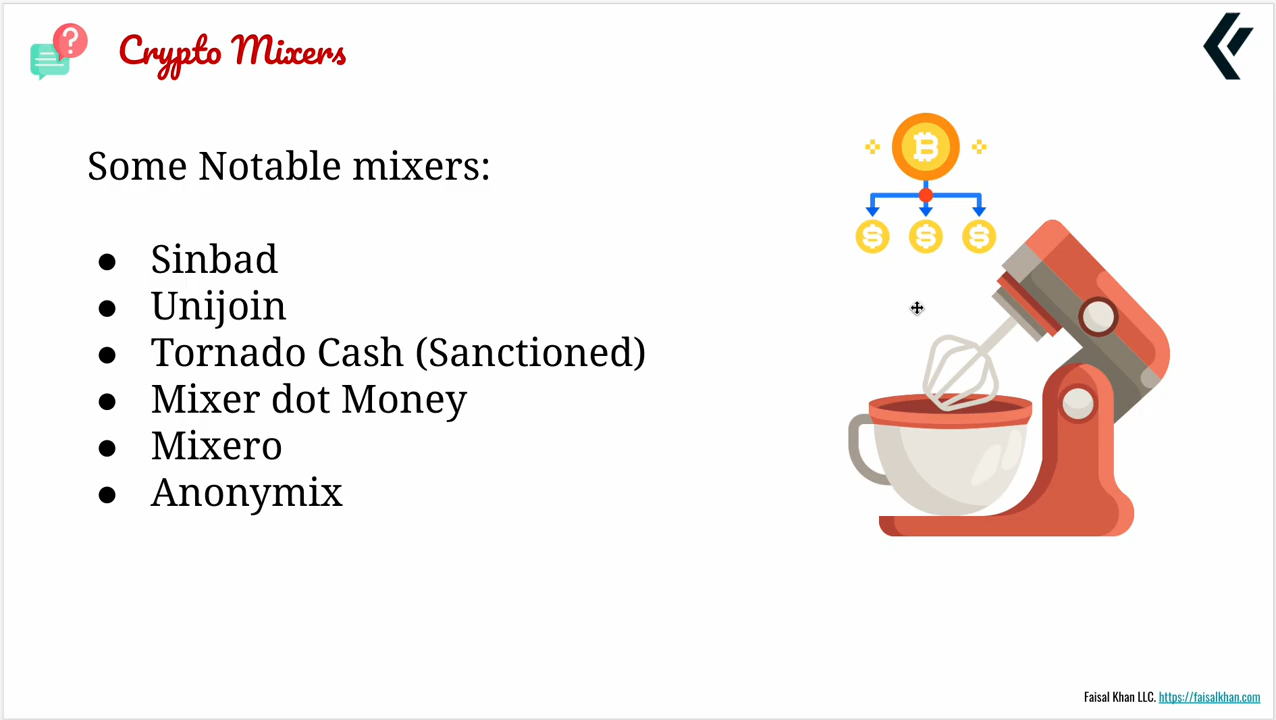 Crypto Mixers
Some Notable mixers:
● Sinbad
● Unijoin
● Tornado Cash (Sanctioned)
● Mixer dot Money
● Mixero
● Anonymix
Faisal Khan LLC. https://faisalkhan.com